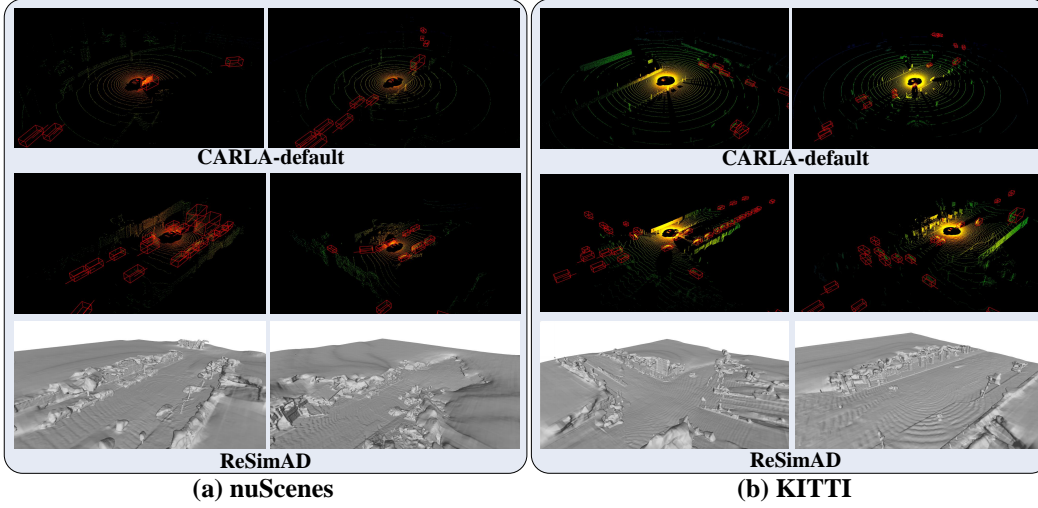 CARLA-default
CARLA-default
ReSimAD
ReSimAD
(a) nuScenes
(b) KITTI